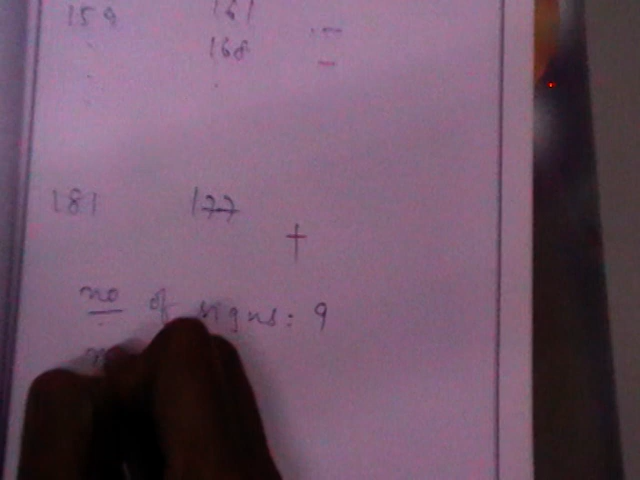 159 161 --
168 -
181 177 +
no of signs: 9